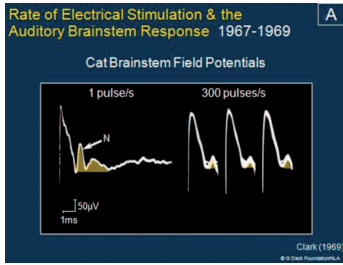 Rate of Electrical Stimulation & the
Auditory Brainstem Response 1967-1969
A
Cat Brainstem Field Potentials
1 pulse/s
300 pulses/s
N
50µV
1ms
Clark (1969)
© G Clark Foundation/NLA